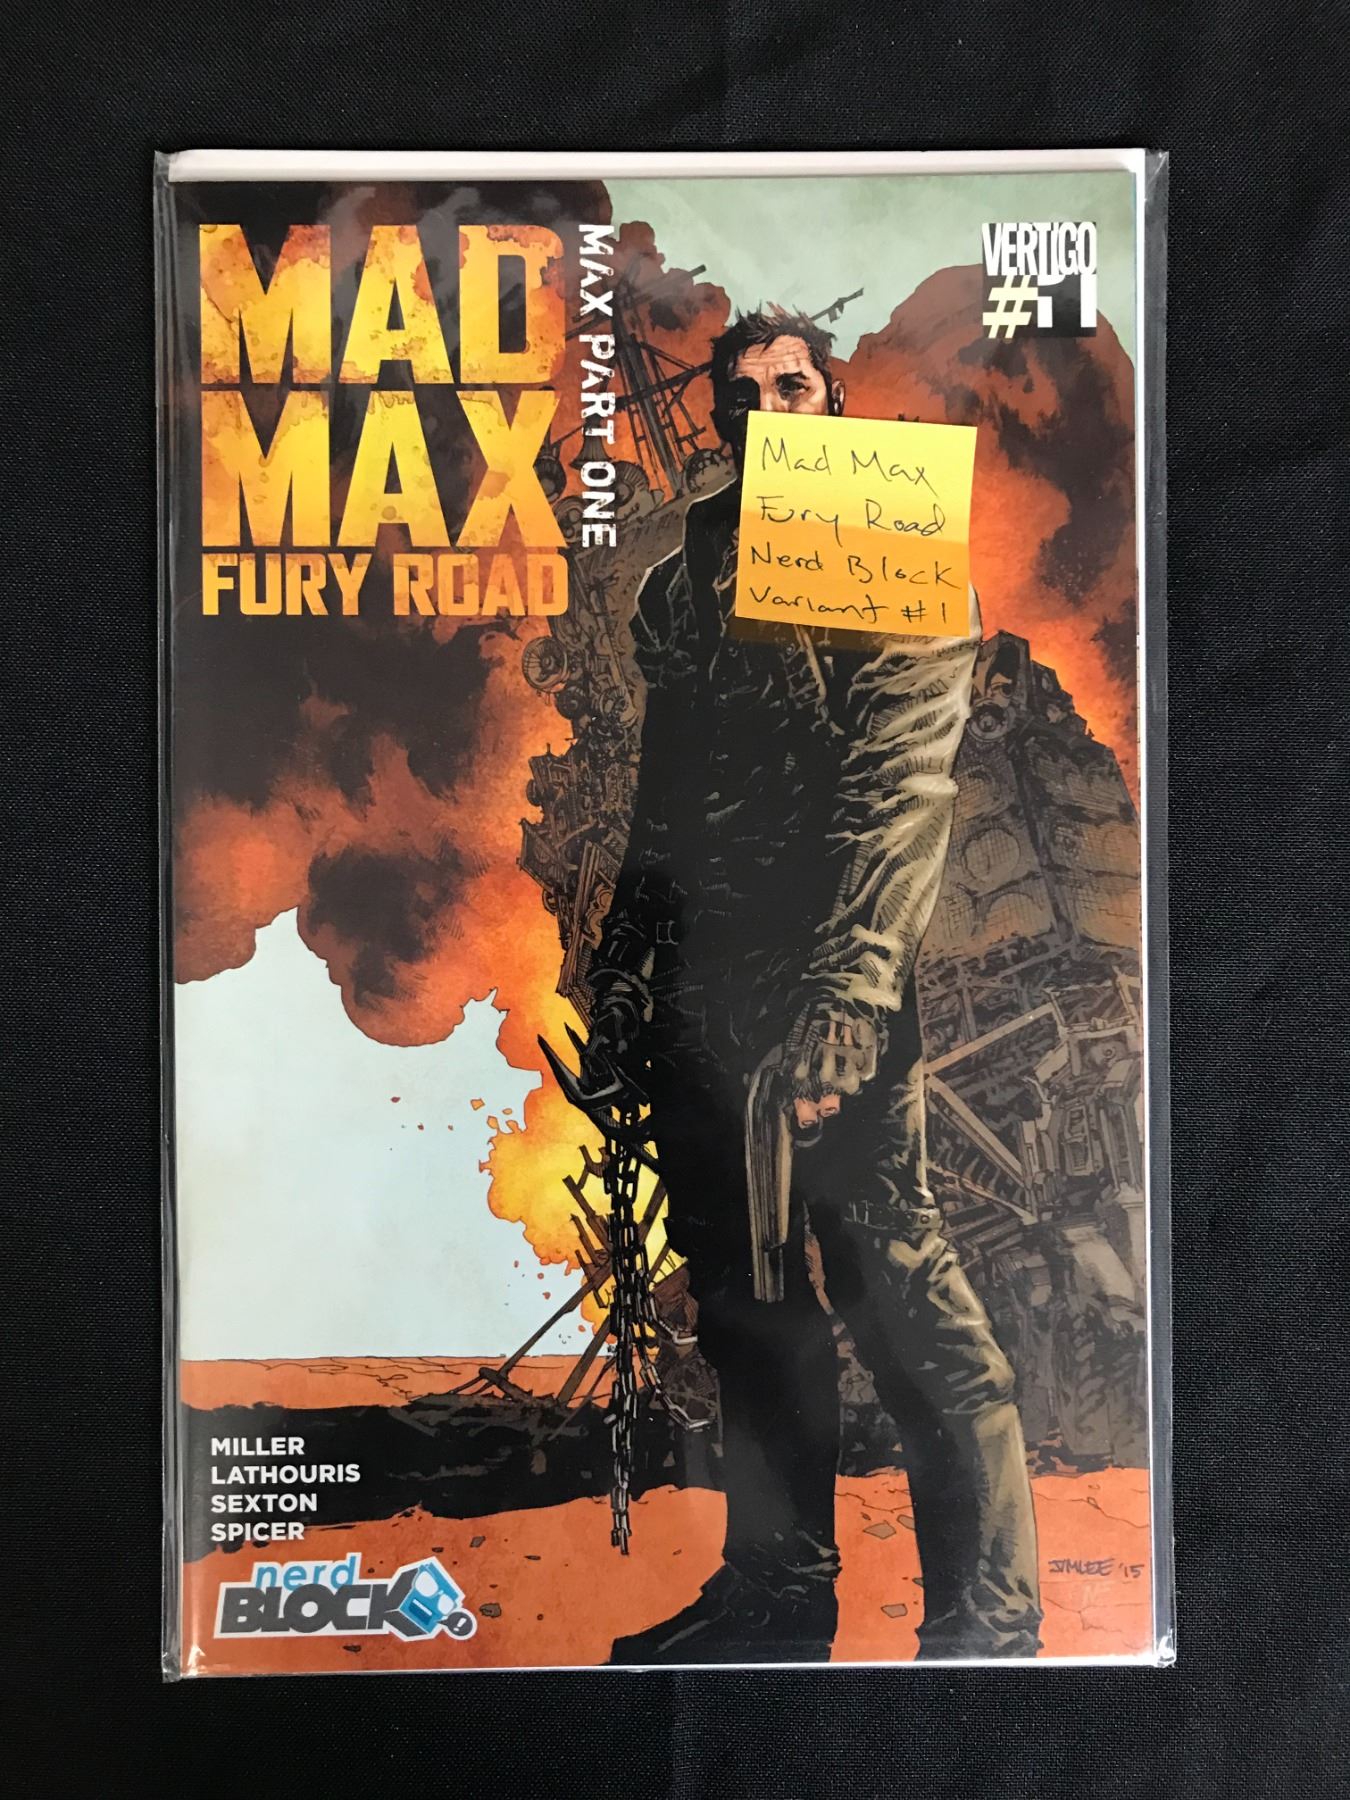 MAD
MAX
FURY ROAD
MAX PART ONE
VERTIGO
#1
Mad Max
Fury Road
Nerd Block
Variant #1
MILLER
LATHOURIS
SEXTON
SPICER
nerd
BLOCK
JIMLEE '15